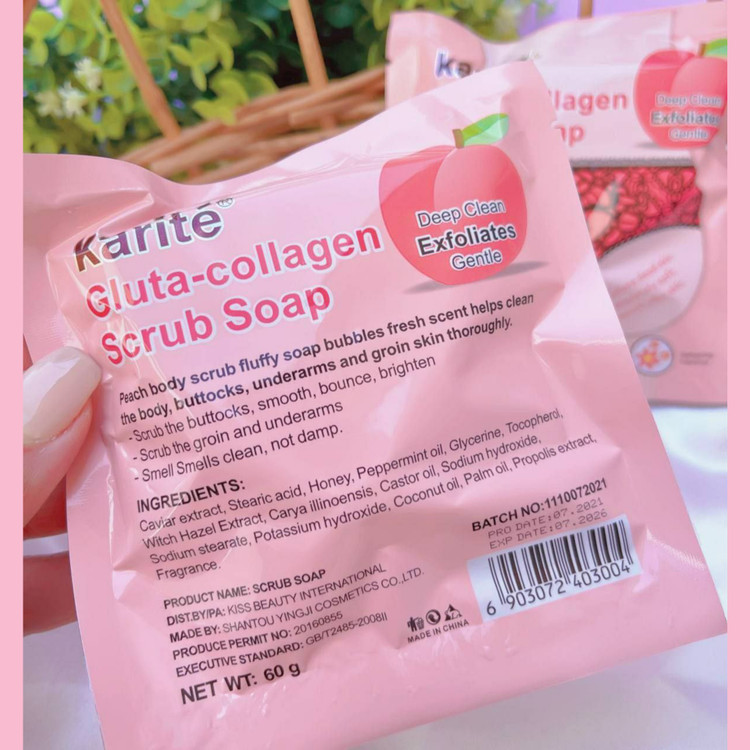 Karité®
Gluta-collagen
Scrub Soap
Deep Clean
Exfoliates
Gentle
Peach body scrub fluffy soap bubbles fresh scent helps clean
the body, buttocks, underarms and groin skin thoroughly.
- Scrub the buttocks, smooth, bounce, brighten
- Scrub the groin and underarms
- Smell Smells clean, not damp.
INGREDIENTS:
Caviar extract, Stearic acid, Honey, Peppermint oil, Glycerine, Tocopherol,
Witch Hazel Extract, Carya illinoensis, Castor oil, Sodium hydroxide,
Sodium stearate, Potassium hydroxide, Coconut oil, Palm oil, Propolis extract,
Fragrance.
BATCH NO:1110072021
PRO DATE:07.2021
EXP DATE:07.2026
PRODUCT NAME: SCRUB SOAP
DIST.BY/PA: KISS BEAUTY INTERNATIONAL
MADE BY: SHANTOU YINGJI COSMETICS CO.,LTD.
PRODUCE PERMIT NO: 20160855
EXECUTIVE STANDARD: GB/T2485-2008II
NET WT: 60 g
MADE IN CHINA
6 903072 403004
Ka
llagen
ap
Deep Clean
Exfoliates
Gentle